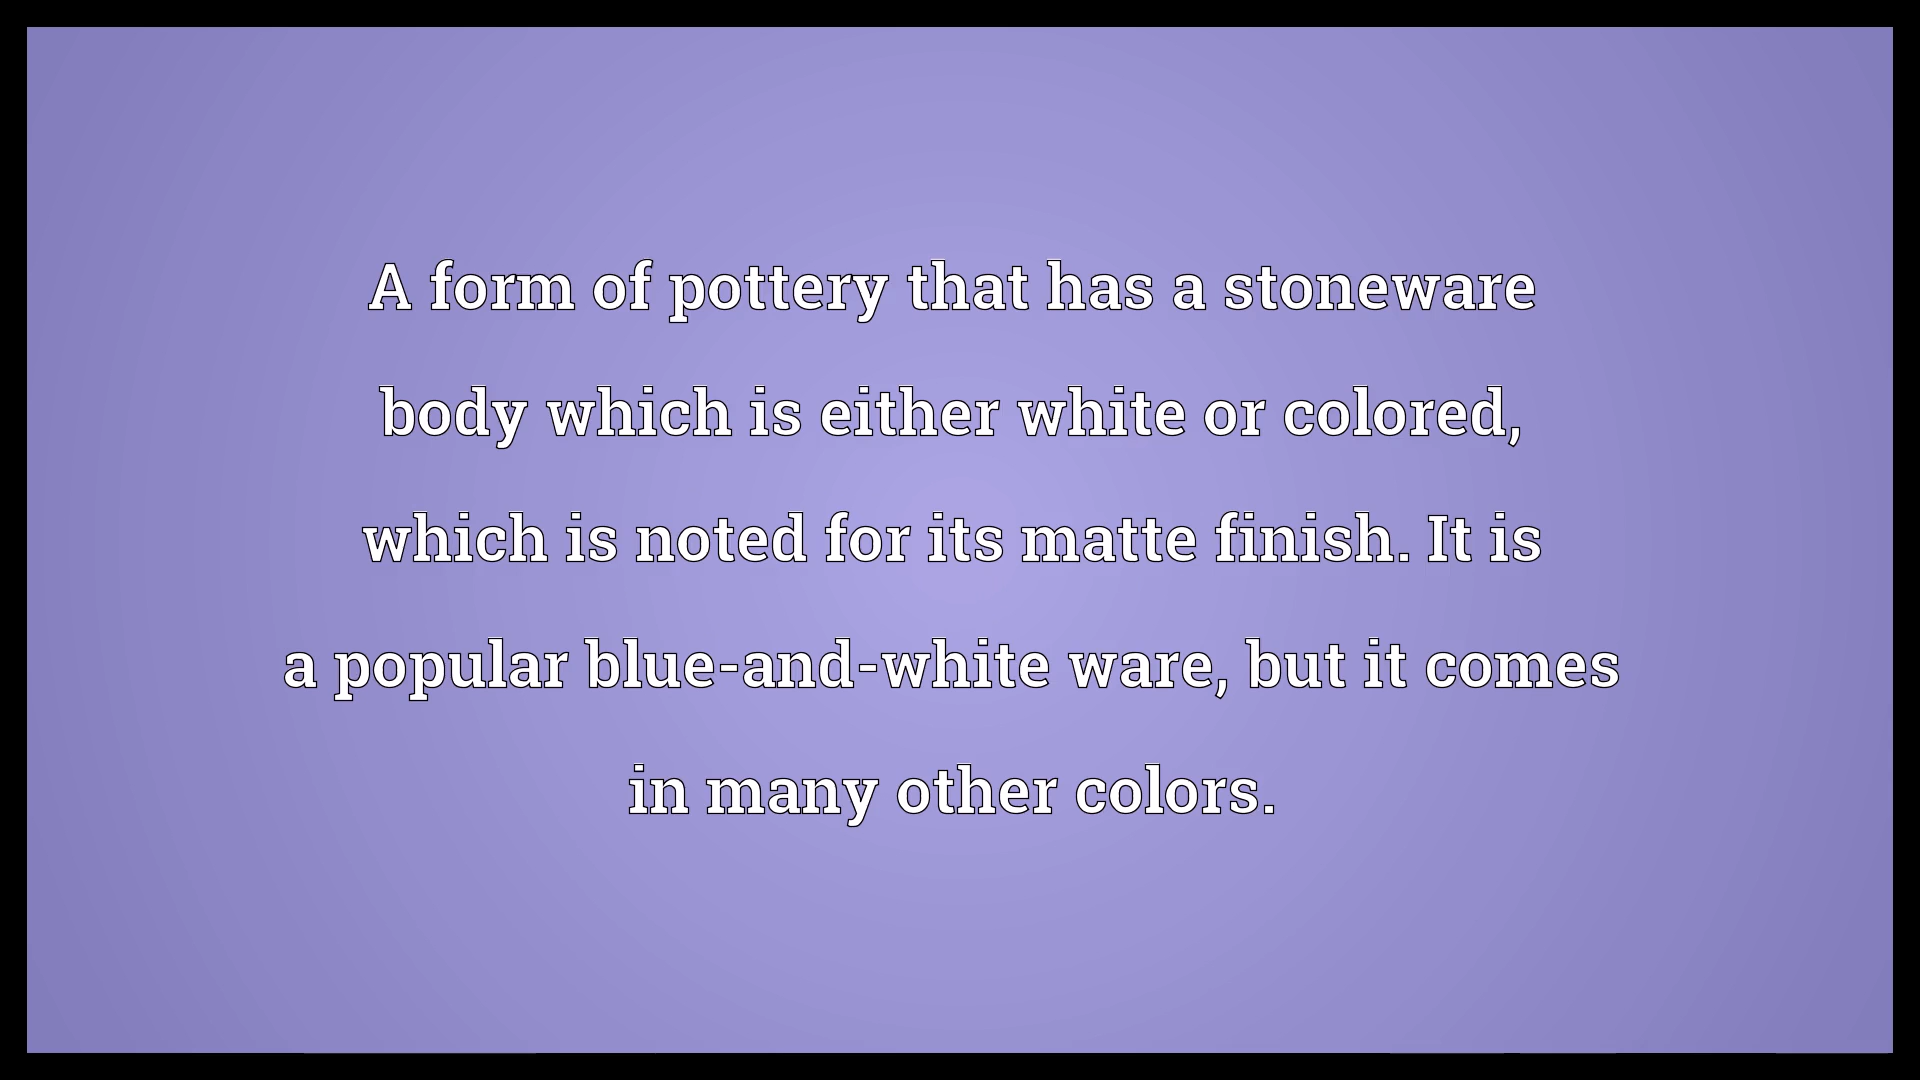 A form of pottery that has a stoneware
body which is either white or colored,
which is noted for its matte finish. It is
a popular blue-and-white ware, but it comes
in many other colors.